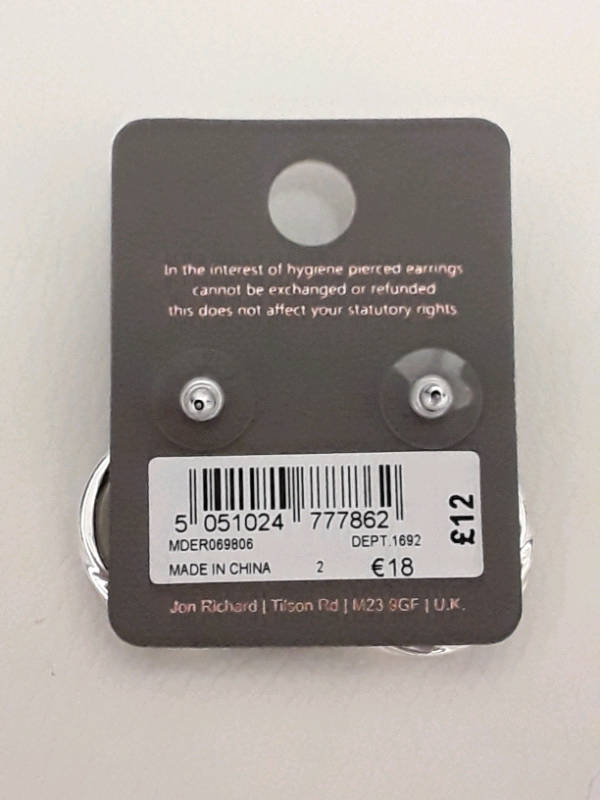 In the interest of hygiene pierced earrings
cannot be exchanged or refunded
this does not affect your statutory rights
5 051024 777862
£12
MDER069806 DEPT.1692
MADE IN CHINA 2 €18
Jon Richard | Tilson Rd | M23 9GF | U.K.